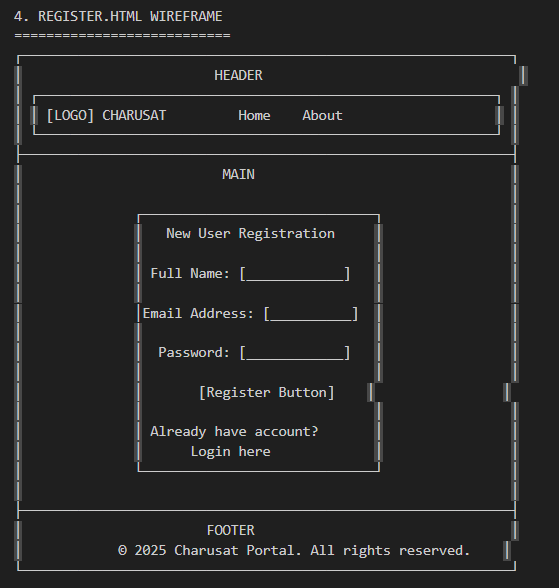 4. REGISTER.HTML WIREFRAME
===========================
HEADER
[LOGO] CHARUSAT Home About
MAIN
New User Registration
Full Name: [____________]
Email Address: [__________]
Password: [____________]
[Register Button]
Already have account?
Login here
FOOTER
© 2025 Charusat Portal. All rights reserved.